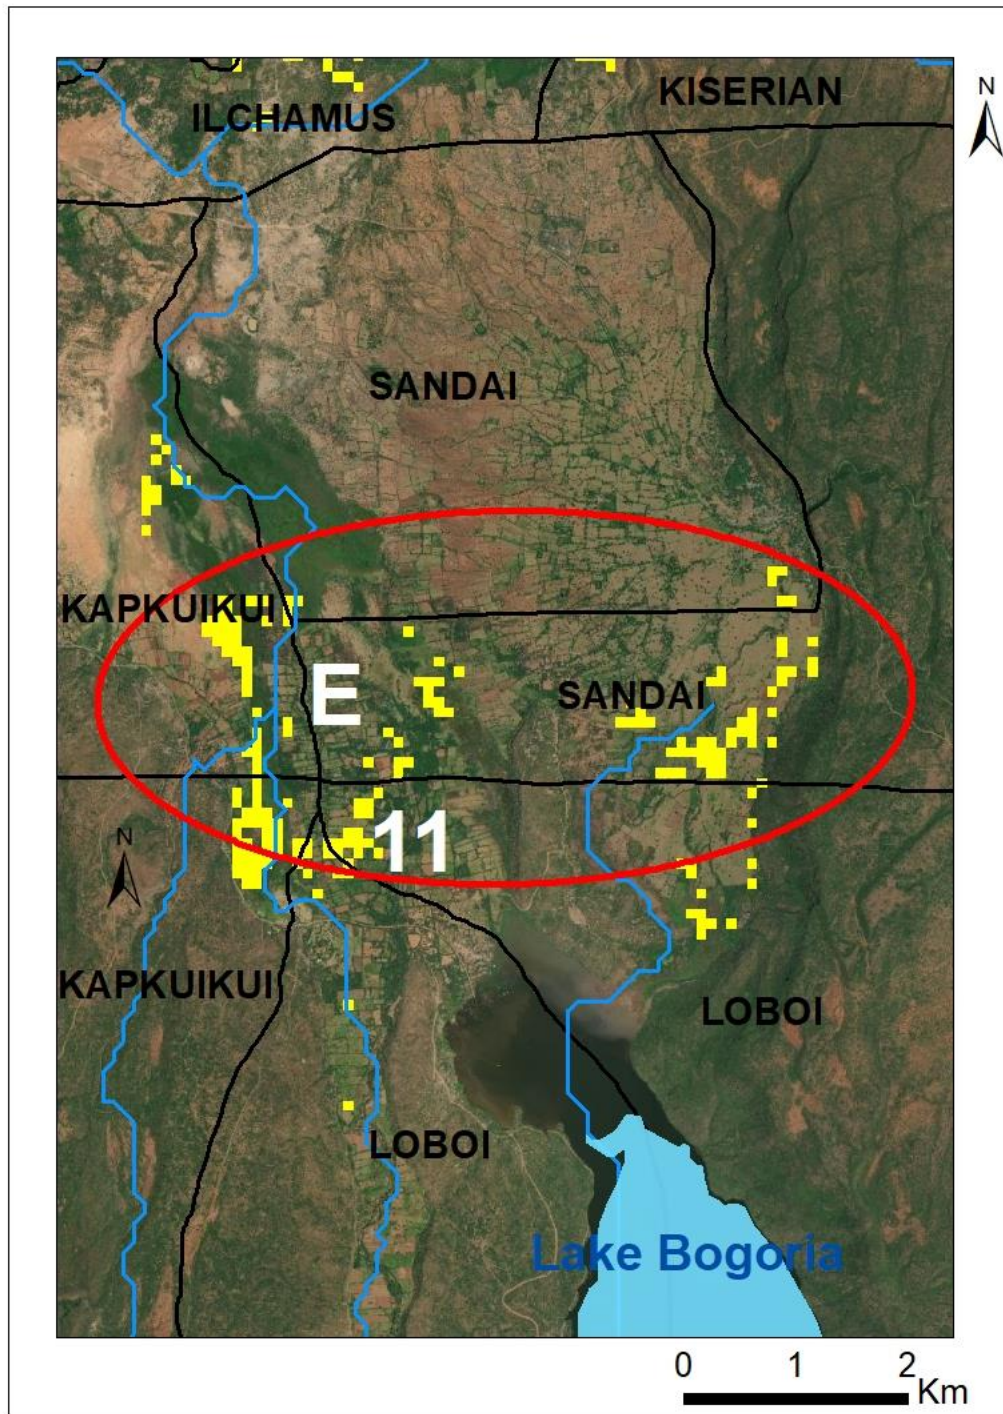 KISERIAN
N
ILCHAMUS
SANDAI
KAPKUIKUI
E
SANDAI
11
N
KAPKUIKUI
LOBOI
LOBOI
Lake Bogoria
0 1 2
Km